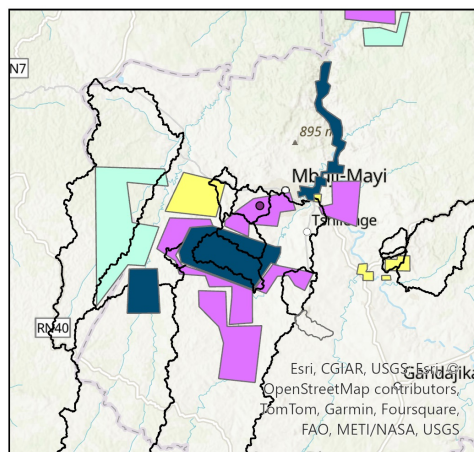 N7
895 m
Mbuji-Mayi
Tshilenge
RN40
Gandajika
Esri, CGIAR, USGS, Esri, ©
OpenStreetMap contributors,
TomTom, Garmin, Foursquare,
FAO, METI/NASA, USGS